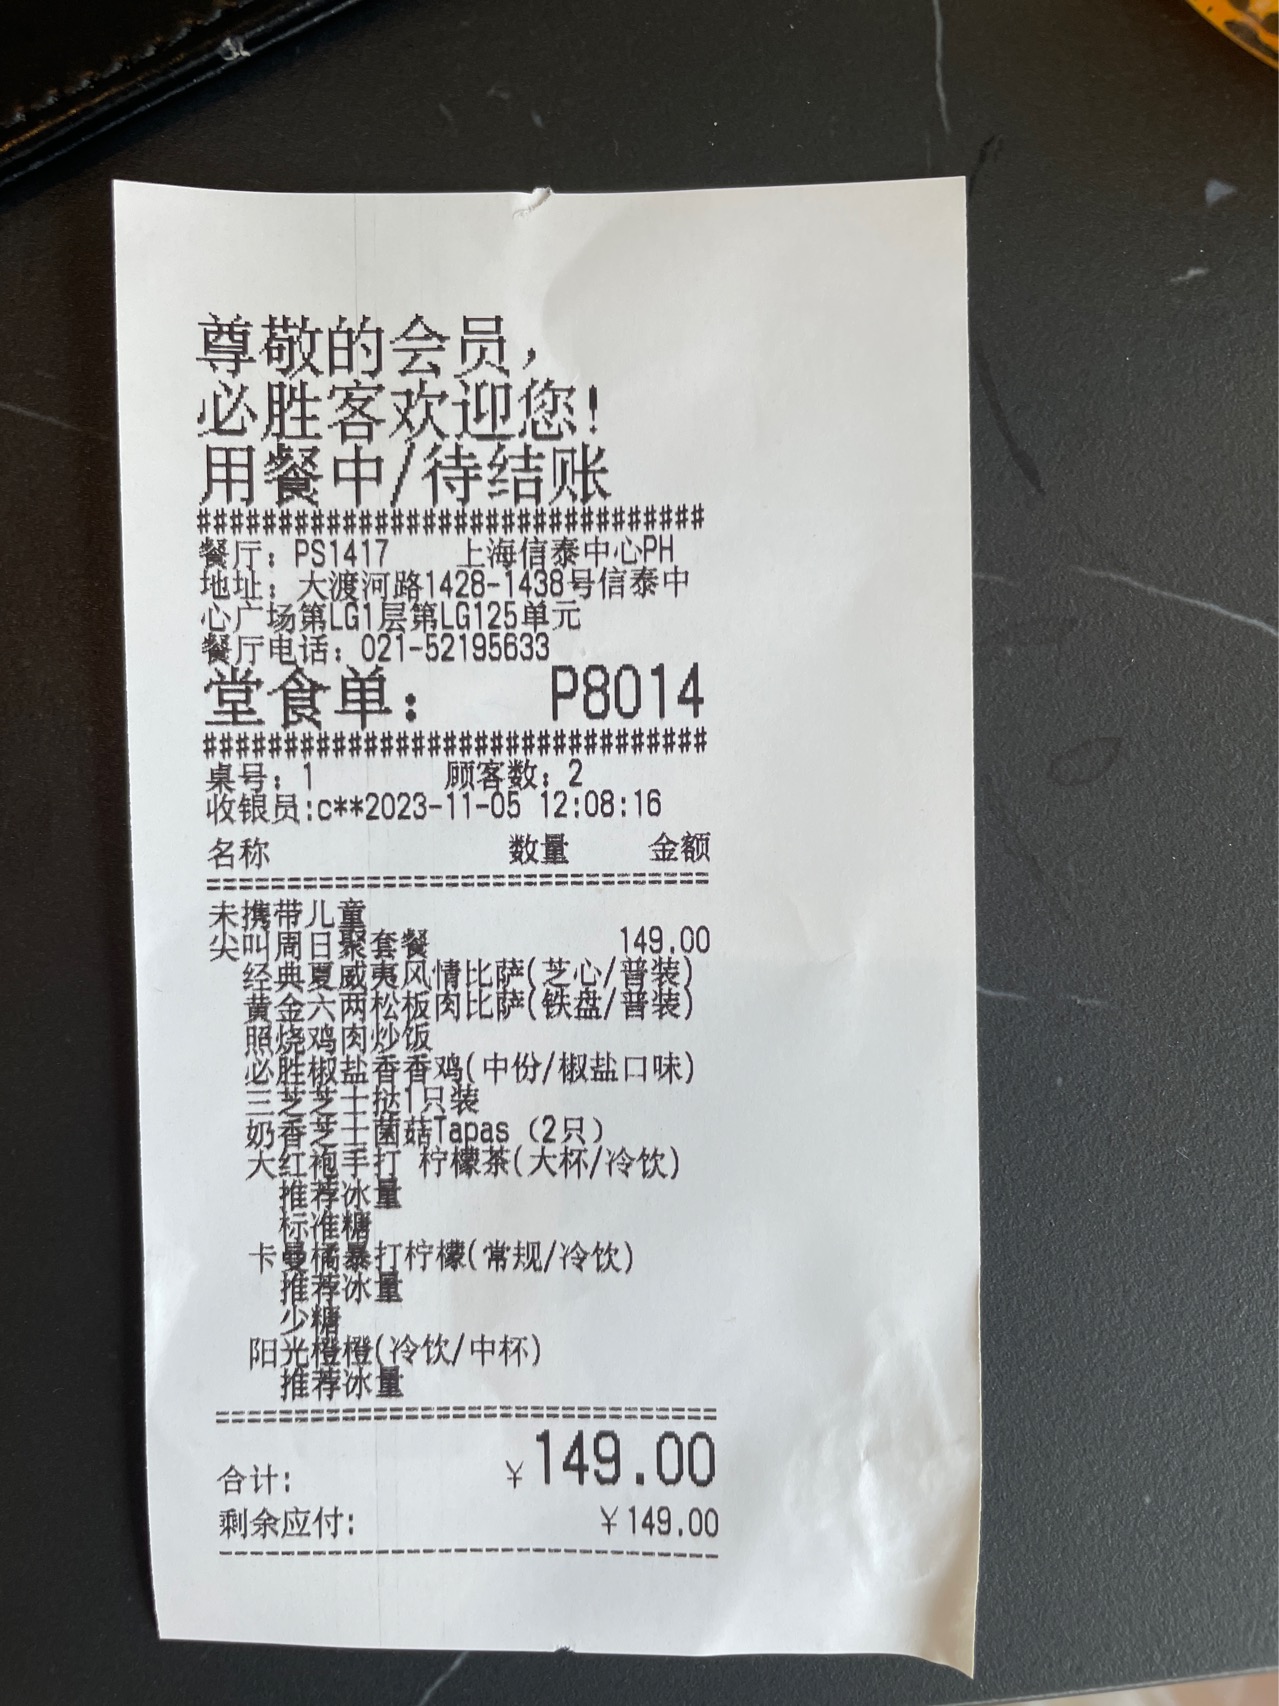 尊敬的会员,
必胜客欢迎您!
用餐中/待结账
################################
餐厅: PS1417 上海信泰中心PH
地址: 大渡河路1428-1438号信泰中
心广场第LG1层第LG125单元
餐厅电话: 021-52195633
堂食单: P8014
################################
桌号: 1 顾客数: 2
收银员:c**2023-11-05 12:08:16
名称 数量 金额
================================
未携带儿童
尖叫周日聚套餐 149.00
经典夏威夷风情比萨(芝心/普装)
黄金六两松板肉比萨(铁盘/普装)
照烧鸡肉炒饭
必胜椒盐香香鸡(中份/椒盐口味)
三芝芝士挞1只装
奶香芝士菌菇Tapas（2只）
大红袍手打 柠檬茶(大杯/冷饮)
推荐冰量
标准糖
卡曼橘暴打柠檬(常规/冷饮)
推荐冰量
少糖
阳光橙橙(冷饮/中杯)
推荐冰量
================================
合计: ￥149.00
剩余应付: ￥149.00
--------------------------------